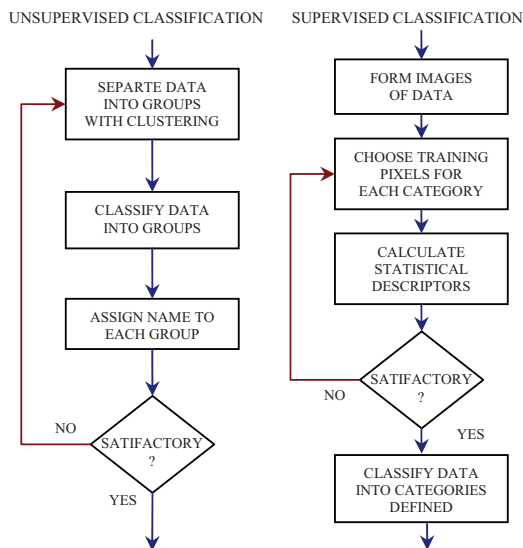 UNSUPERVISED CLASSIFICATION
SEPARTE DATA
INTO GROUPS
WITH CLUSTERING
CLASSIFY DATA
INTO GROUPS
ASSIGN NAME TO
EACH GROUP
NO
SATIFACTORY
?
YES
SUPERVISED CLASSIFICATION
FORM IMAGES
OF DATA
CHOOSE TRAINING
PIXELS FOR
EACH CATEGORY
CALCULATE
STATISTICAL
DESCRIPTORS
SATIFACTORY
?
NO
YES
CLASSIFY DATA
INTO CATEGORIES
DEFINED